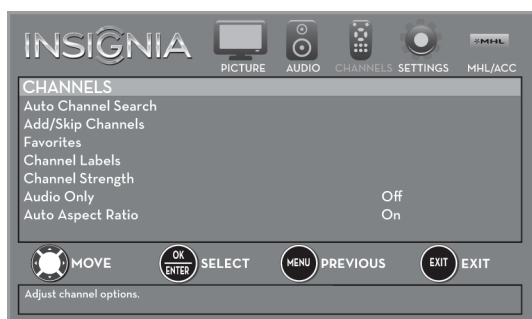 INSIGNIA
PICTURE AUDIO CHANNELS SETTINGS MHL/ACC
MHL
CHANNELS
Auto Channel Search
Add/Skip Channels
Favorites
Channel Labels
Channel Strength
Audio Only Off
Auto Aspect Ratio On
MOVE OK ENTER SELECT MENU PREVIOUS EXIT EXIT
Adjust channel options.